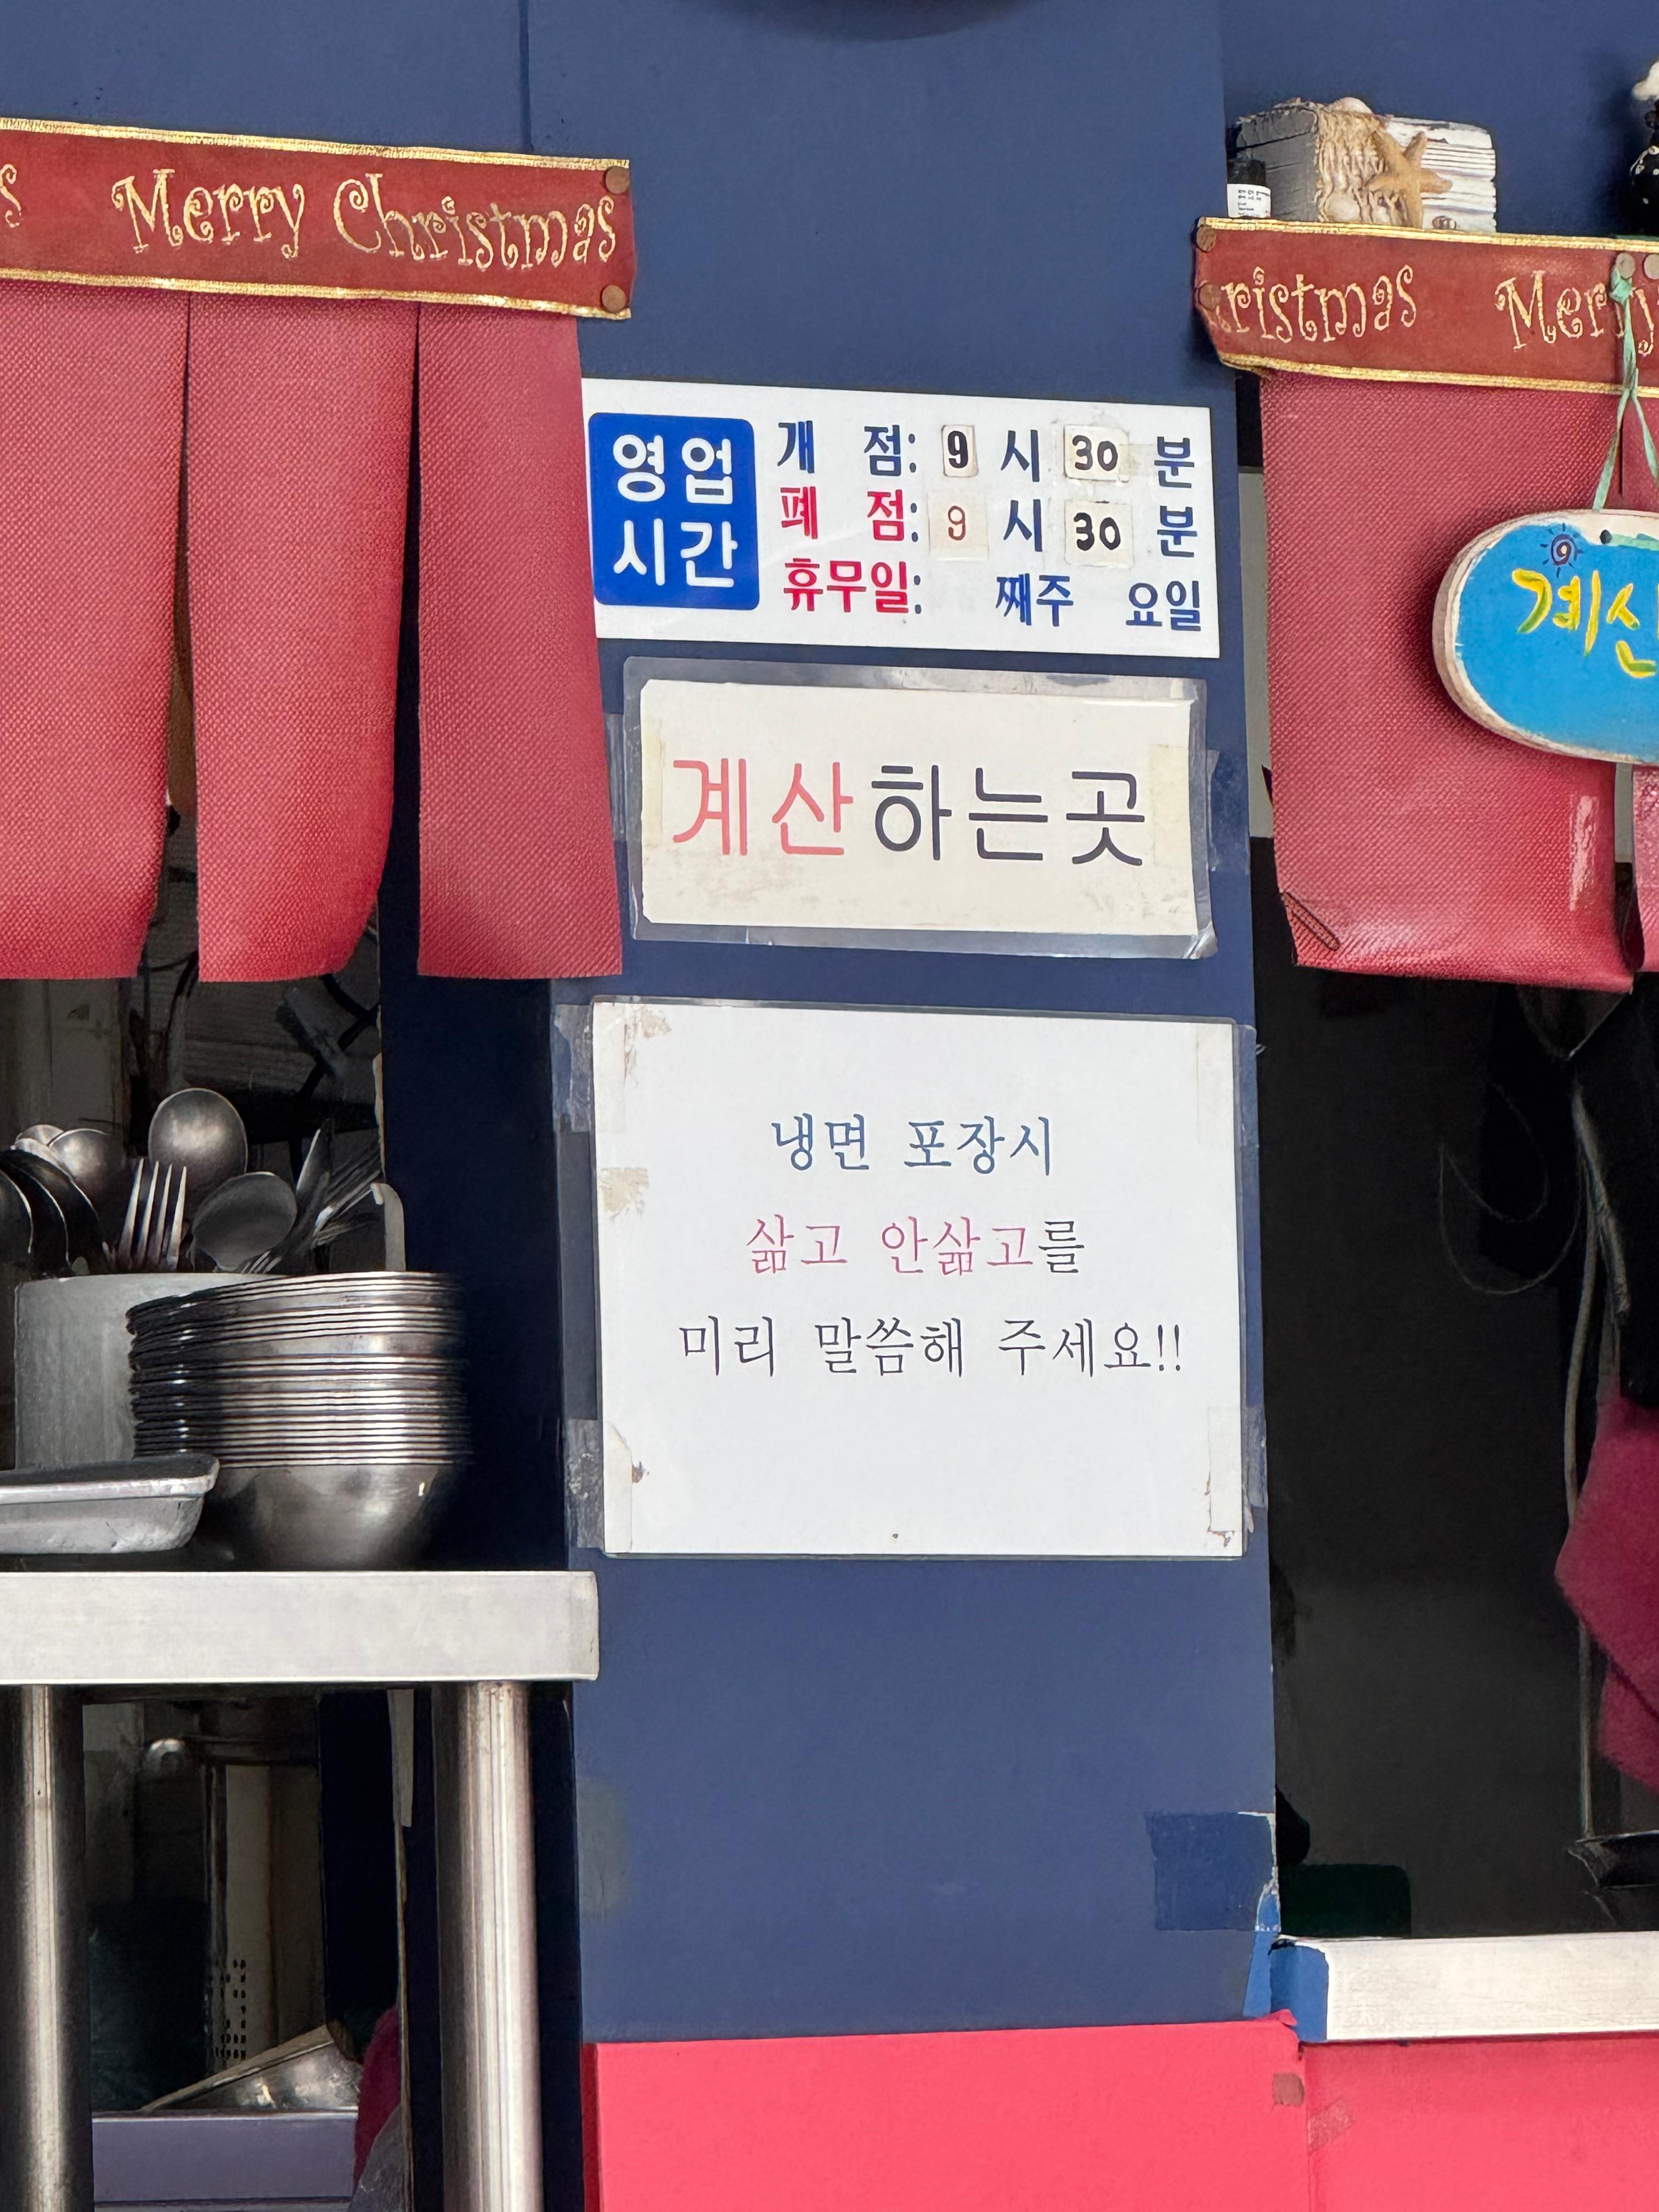 s Merry Christmas
ristmas Merry
영업
시간
개 점: 9 시 30 분
폐 점: 9 시 30 분
휴무일: 째주 요일
계산
계산하는곳
냉면 포장시
삶고 안삶고를
미리 말씀해 주세요!!